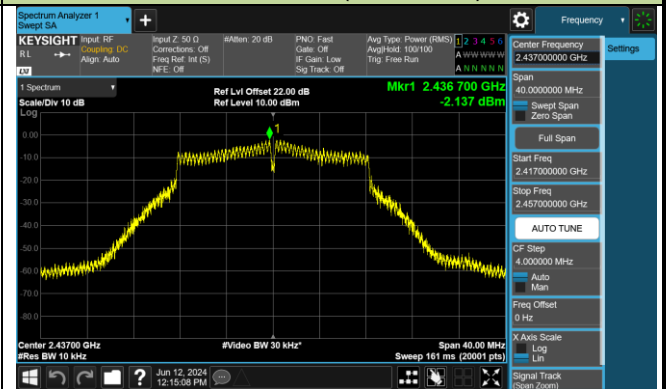 Spectrum Analyzer 1
Swept SA
Frequency
KEYSIGHT
Input: RF
Coupling: DC
Align: Auto
Input Z: 50 Ω
Corrections: Off
Freq Ref: Int (S)
NFE: Off
#Atten: 20 dB
PNO: Fast
Gate: Off
IF Gain: Low
Sig Track: Off
Avg Type: Power (RMS)
Avg|Hold: 100/100
Trig: Free Run
1 2 3 4 5 6
A W W W W W
A N N N N N
R L
LXI
1 Spectrum
Scale/Div 10 dB
Log
Ref Lvl Offset 22.00 dB
Ref Level 10.00 dBm
Mkr1 2.436 700 GHz
-2.137 dBm
1
0.00
-10.0
-20.0
-30.0
-40.0
-50.0
-60.0
-70.0
-80.0
Center 2.43700 GHz
#Res BW 10 kHz
#Video BW 30 kHz*
Span 40.00 MHz
Sweep 161 ms (20001 pts)
Jun 12, 2024
12:15:08 PM
Center Frequency
2.437000000 GHz
Span
40.0000000 MHz
Swept Span
Zero Span
Full Span
Start Freq
2.417000000 GHz
Stop Freq
2.457000000 GHz
AUTO TUNE
CF Step
4.000000 MHz
Auto
Man
Freq Offset
0 Hz
X Axis Scale
Log
Lin
Signal Track
(Span Zoom)
Settings